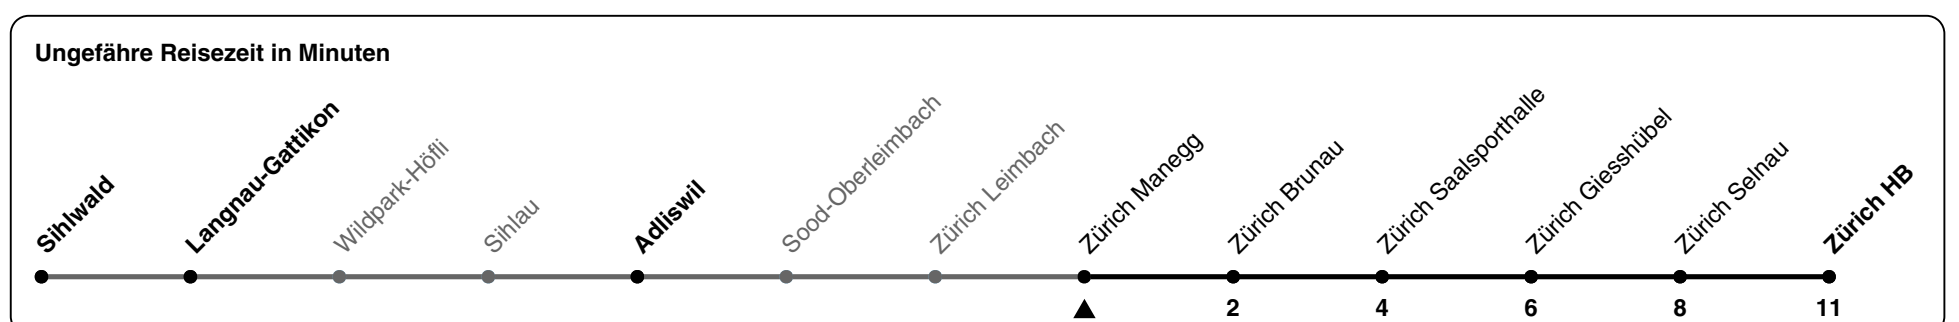 Ungefähre Reisezeit in Minuten
Sihlwald
Langnau-Gattikon
Wildpark-Höfli
Sihlau
Adliswil
Sood-Oberleimbach
Zürich Leimbach
Zürich Manegg
Zürich Brunau
Zürich Saalsporthalle
Zürich Giesshübel
Zürich Selnau
Zürich HB
2 4 6 8 11